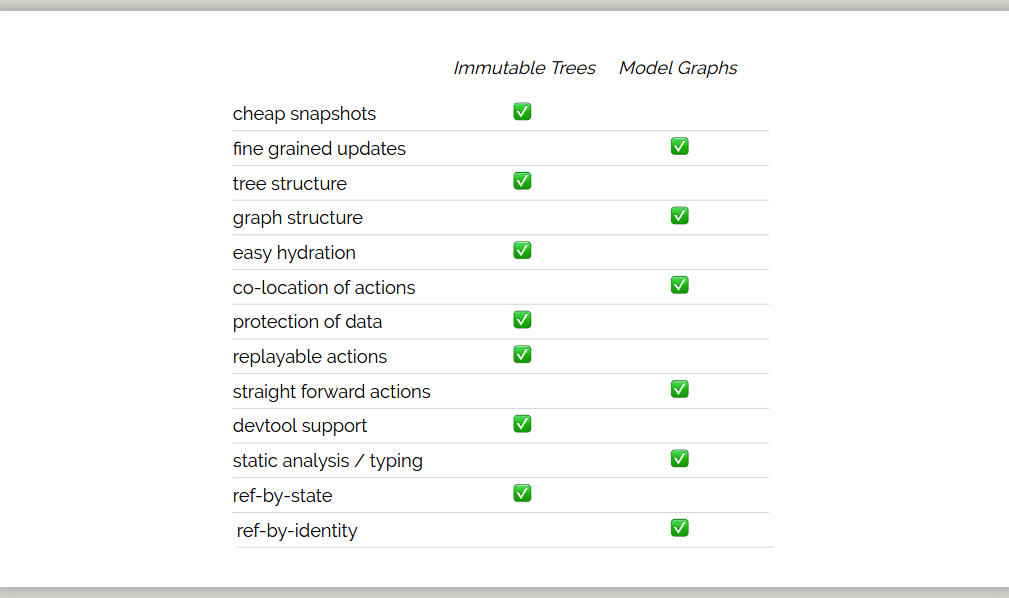 Immutable Trees Model Graphs
cheap snapshots ✅
fine grained updates ✅
tree structure ✅
graph structure ✅
easy hydration ✅
co-location of actions ✅
protection of data ✅
replayable actions ✅
straight forward actions ✅
devtool support ✅
static analysis / typing ✅
ref-by-state ✅
ref-by-identity ✅